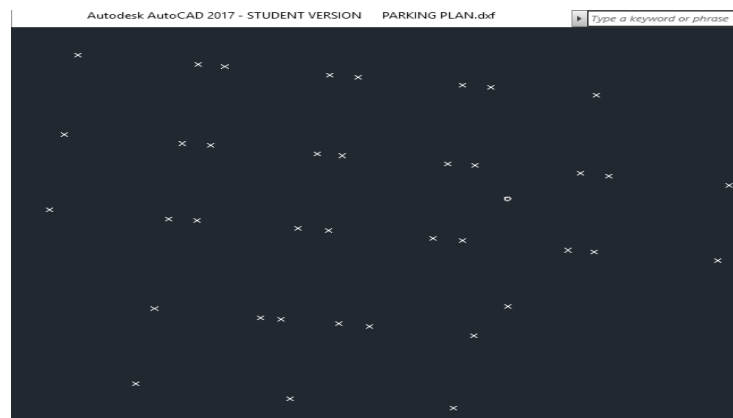 Autodesk AutoCAD 2017 - STUDENT VERSION PARKING PLAN.dxf Type a keyword or phrase